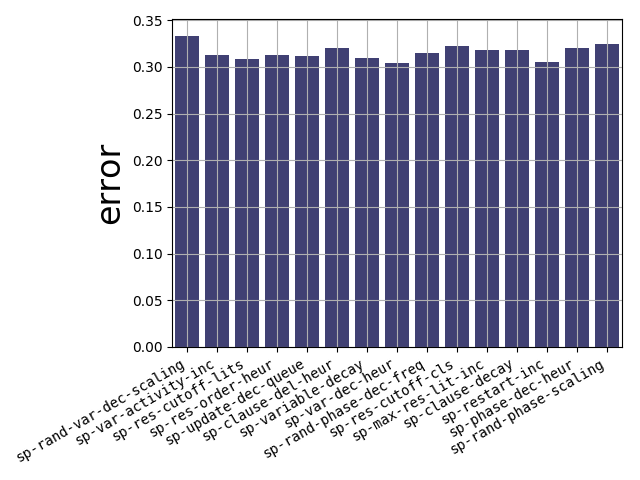 0.35
0.30
0.25
0.20
0.15
0.10
0.05
0.00
error
sp-rand-var-dec-scaling
sp-var-activity-inc
sp-res-cutoff-lits
sp-res-order-heur
sp-update-dec-queue
sp-clause-del-heur
sp-variable-decay
sp-var-dec-heur
sp-rand-phase-dec-freq
sp-res-cutoff-cls
sp-max-res-lit-inc
sp-clause-decay
sp-restart-inc
sp-phase-dec-heur
sp-rand-phase-scaling